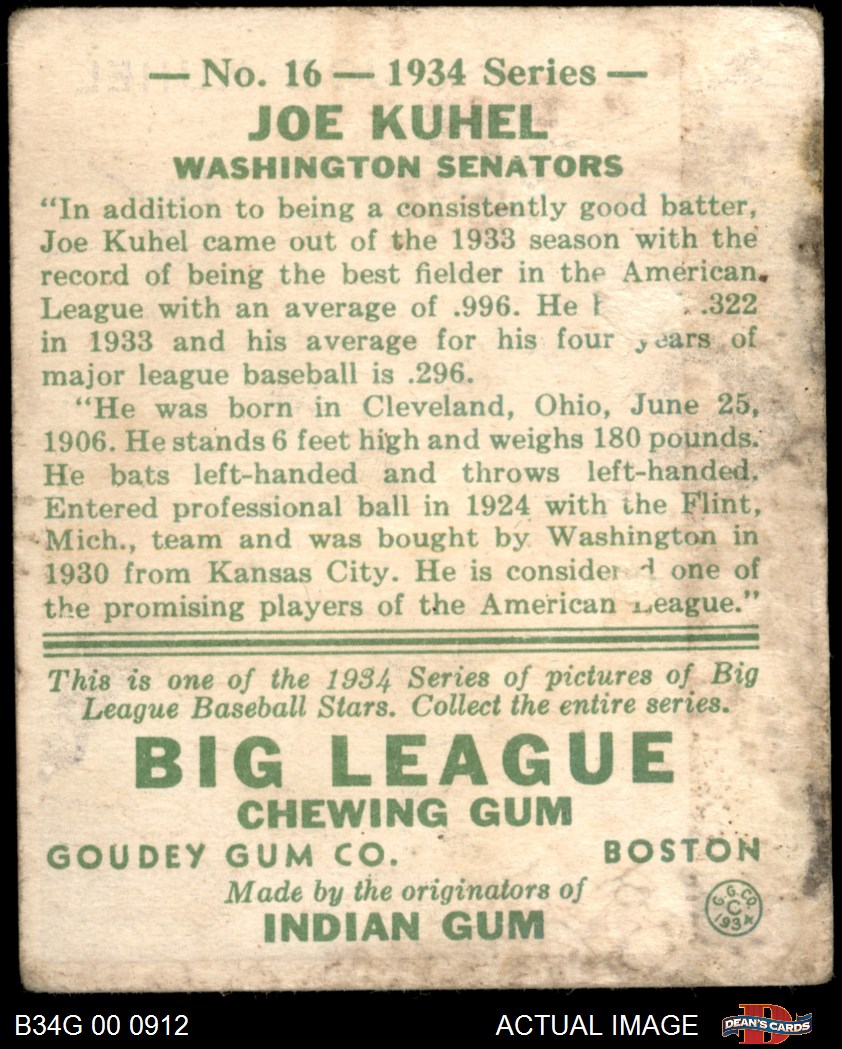 — No. 16 — 1934 Series —
JOE KUHEL
WASHINGTON SENATORS
"In addition to being a consistently good batter,
Joe Kuhel came out of the 1933 season with the
record of being the best fielder in the American
League with an average of .996. He .322
in 1933 and his average for his four years of
major league baseball is .296.
"He was born in Cleveland, Ohio, June 25,
1906. He stands 6 feet high and weighs 180 pounds.
He bats left-handed and throws left-handed.
Entered professional ball in 1924 with the Flint,
Mich., team and was bought by Washington in
1930 from Kansas City. He is considered one of
the promising players of the American League."
This is one of the 1934 Series of pictures of Big
League Baseball Stars. Collect the entire series.
BIG LEAGUE
CHEWING GUM
GOUDEY GUM CO. BOSTON
Made by the originators of
INDIAN GUM
G.G.CO.
C
1934
B34G 00 0912 ACTUAL IMAGE D DEAN'S CARDS